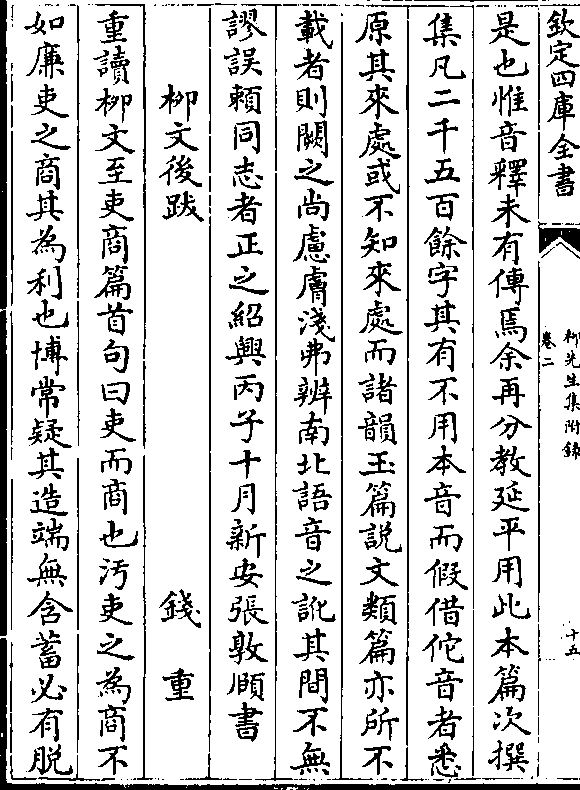 欽定四庫全書
柳先生集附録
卷二
十五
是也惟音釋未有傳焉余再分教延平用此本篇次撰
集凡二千五百餘字其有不用本音而假借佗音者悉
原其來處或不知來處而諸韻玉篇說文類篇亦所不
載者則闕之尚慮膚淺弗辨南北語音之訛其間不無
謬誤頼同志者正之紹興丙子十月新安張敦頤書
柳文後跋　錢重
重讀柳文至吏商篇首句曰吏而商也汚吏之為商不
如廉吏之商其為利也博常疑其造端無含蓄必有脱